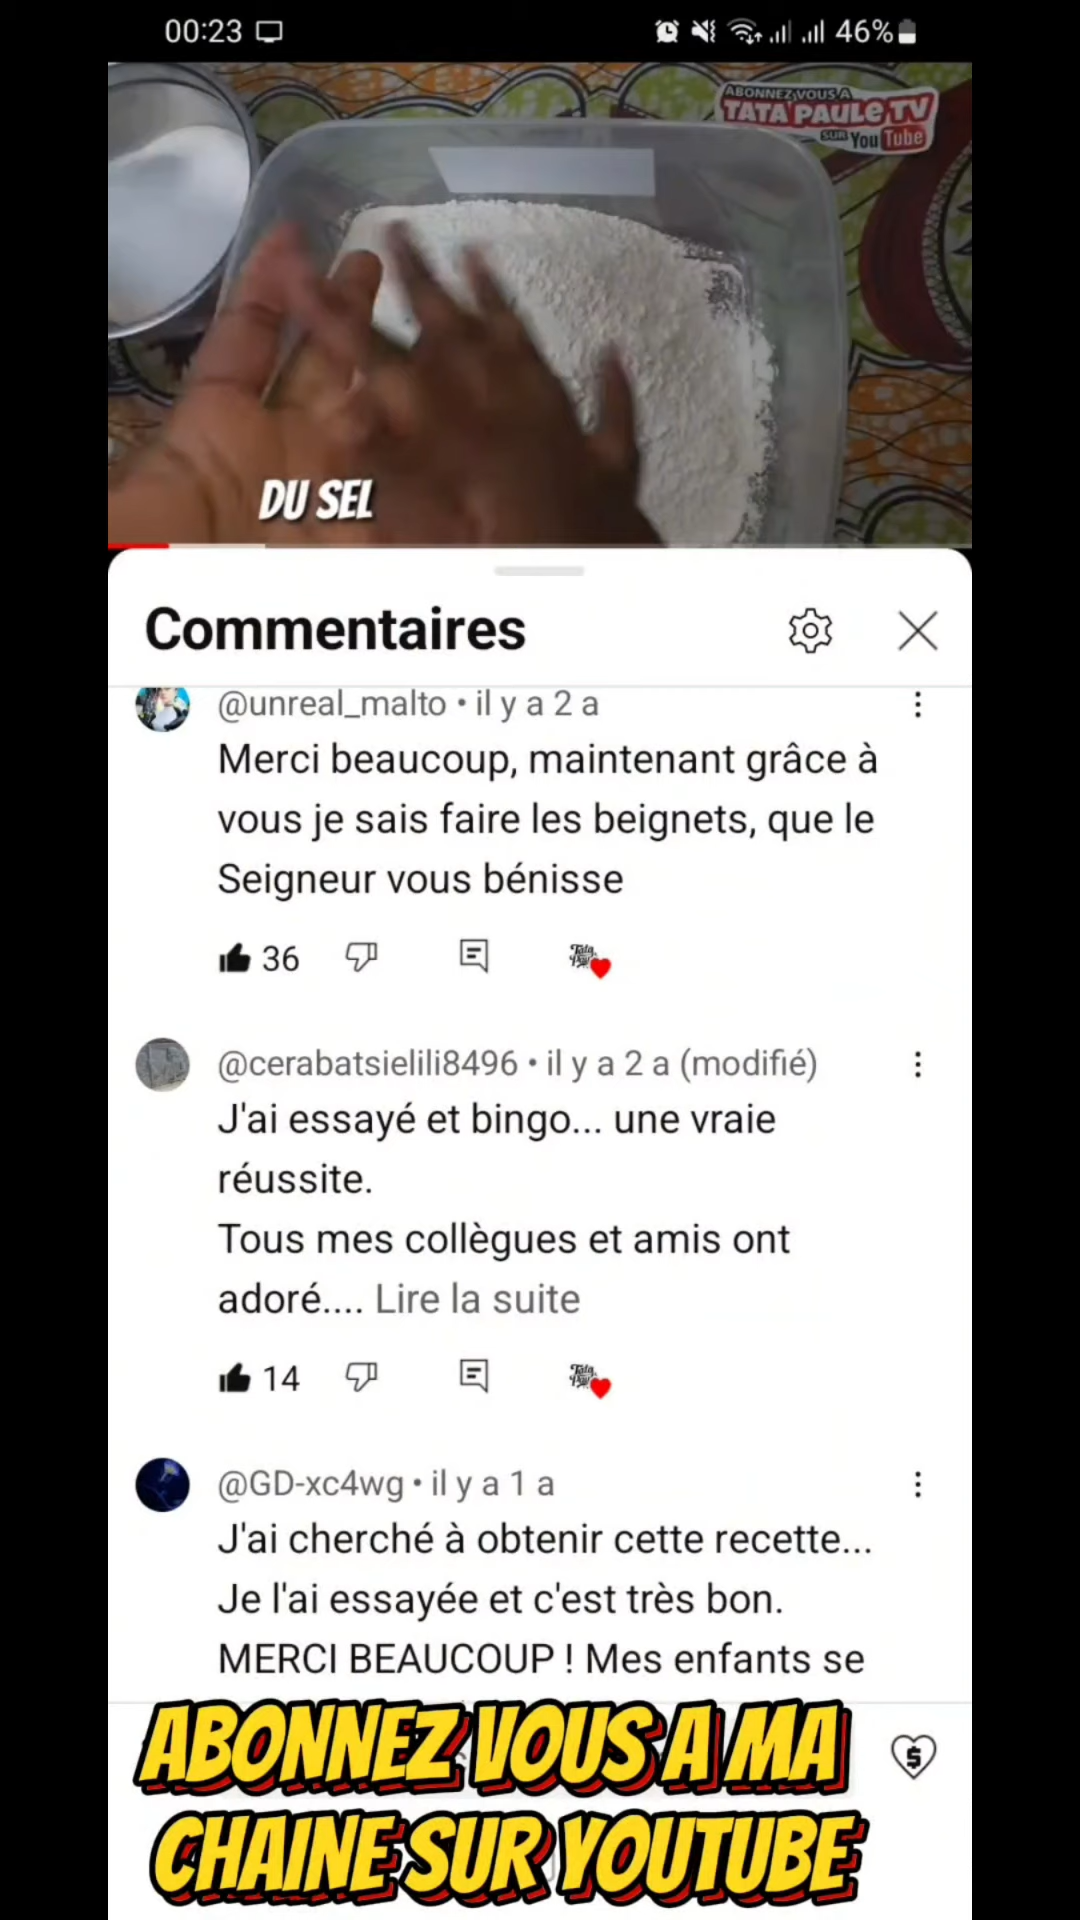 00:23
46%
ABONNEZ VOUS A
TATA PAULE TV
SUR YouTube
DU SEL
Commentaires
@unreal_malto • il y a 2 a
Merci beaucoup, maintenant grâce à
vous je sais faire les beignets, que le
Seigneur vous bénisse
36
@cerabatsielili8496 • il y a 2 a (modifié)
J'ai essayé et bingo... une vraie
réussite.
Tous mes collègues et amis ont
adoré.... Lire la suite
14
@GD-xc4wg • il y a 1 a
J'ai cherché à obtenir cette recette...
Je l'ai essayée et c'est très bon.
MERCI BEAUCOUP ! Mes enfants se
ABONNEZ VOUS A MA
CHAINE SUR YOUTUBE